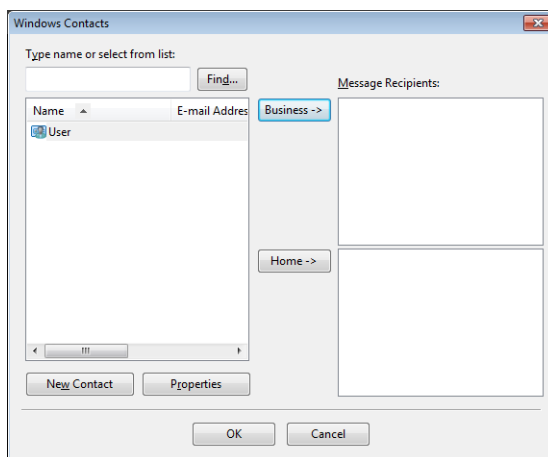 Windows Contacts
Type name or select from list:
Find...
Message Recipients:
Name E-mail Addres
Business ->
User
Home ->
New Contact Properties
OK Cancel